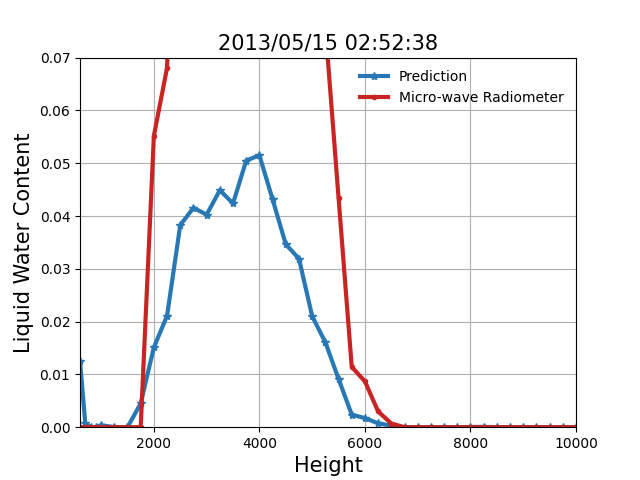 2013/05/15 02:52:38
Prediction
Micro-wave Radiometer
0.07
0.06
0.05
0.04
0.03
0.02
0.01
0.00
Liquid Water Content
2000 4000 6000 8000 10000
Height